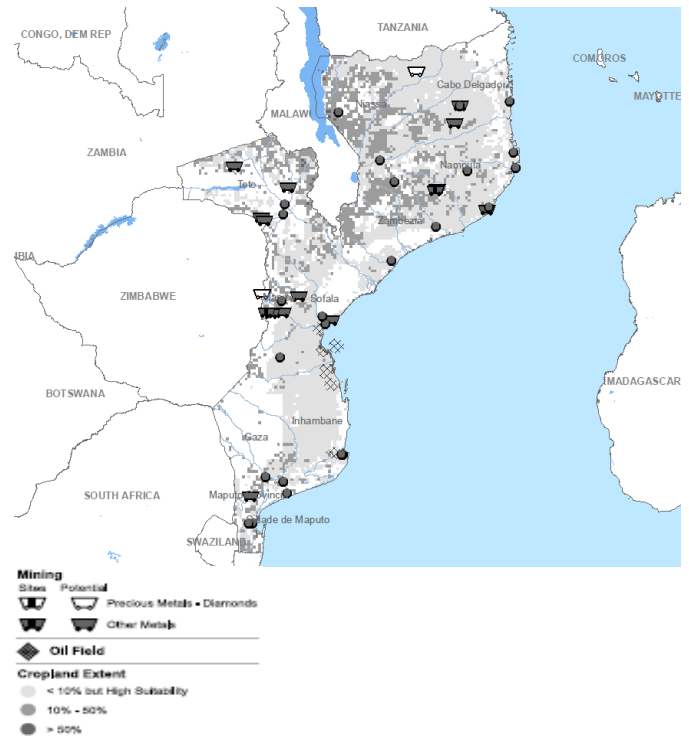 TANZANIA
CONGO, DEM REP
COMOROS
Cabo Delgado
MAYOTTE
Niassa
MALAWI
ZAMBIA
Nampula
Tete
Zambezia
ZIMBABWE
Sofala
MADAGASCAR
BOTSWANA
Inhambane
Gaza
SOUTH AFRICA
Maputo Province
Cidade de Maputo
SWAZILAND
Mining
Sites Potential
Precious Metals • Diamonds
Other Metals
Oil Field
Cropland Extent
< 10% but High Suitability
10% - 50%
> 50%